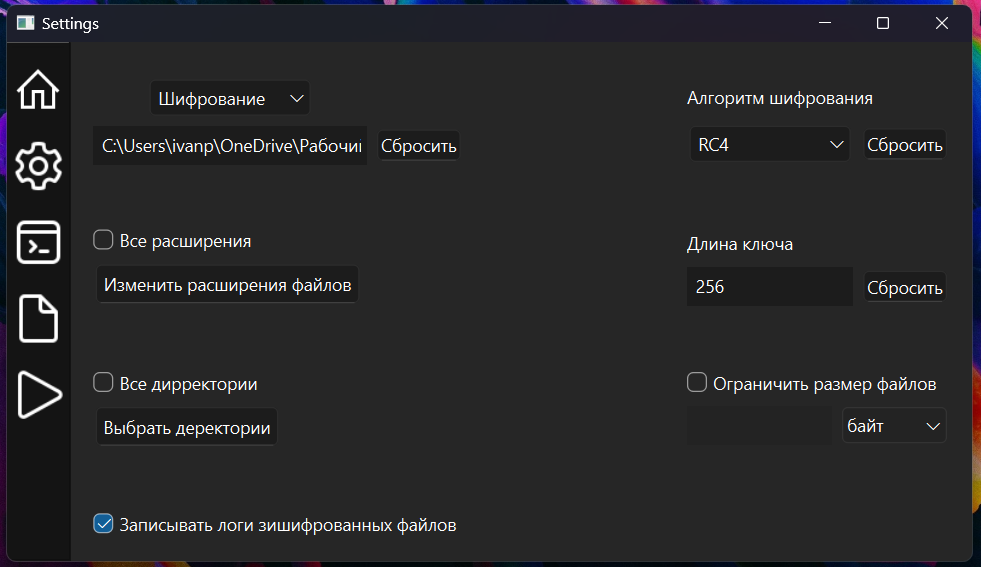 Settings
Шифрование
Алгоритм шифрования
C:\Users\ivanp\OneDrive\Рабочи
Сбросить
RC4
Сбросить
Все расширения
Длина ключа
Изменить расширения файлов
256
Сбросить
Все дирректории
Ограничить размер файлов
Выбрать деректории
байт
Записывать логи зишифрованных файлов